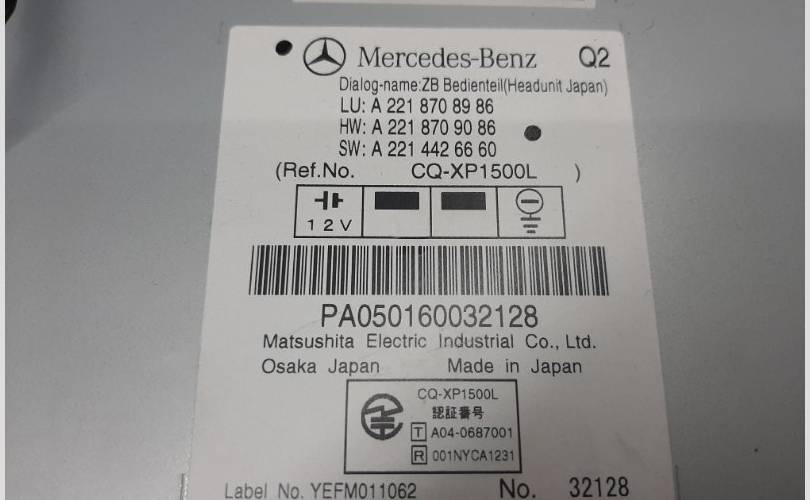 Mercedes-Benz Q2
Dialog-name:ZB Bedienteil(Headunit Japan)
LU: A 221 870 89 86
HW: A 221 870 90 86
SW: A 221 442 66 60
(Ref.No. CQ-XP1500L )
12V
PA050160032128
Matsushita Electric Industrial Co., Ltd.
Osaka Japan Made in Japan
CQ-XP1500L
認証番号
T A04-0687001
R 001NYCA1231
Label No. YEFM011062 No. 32128